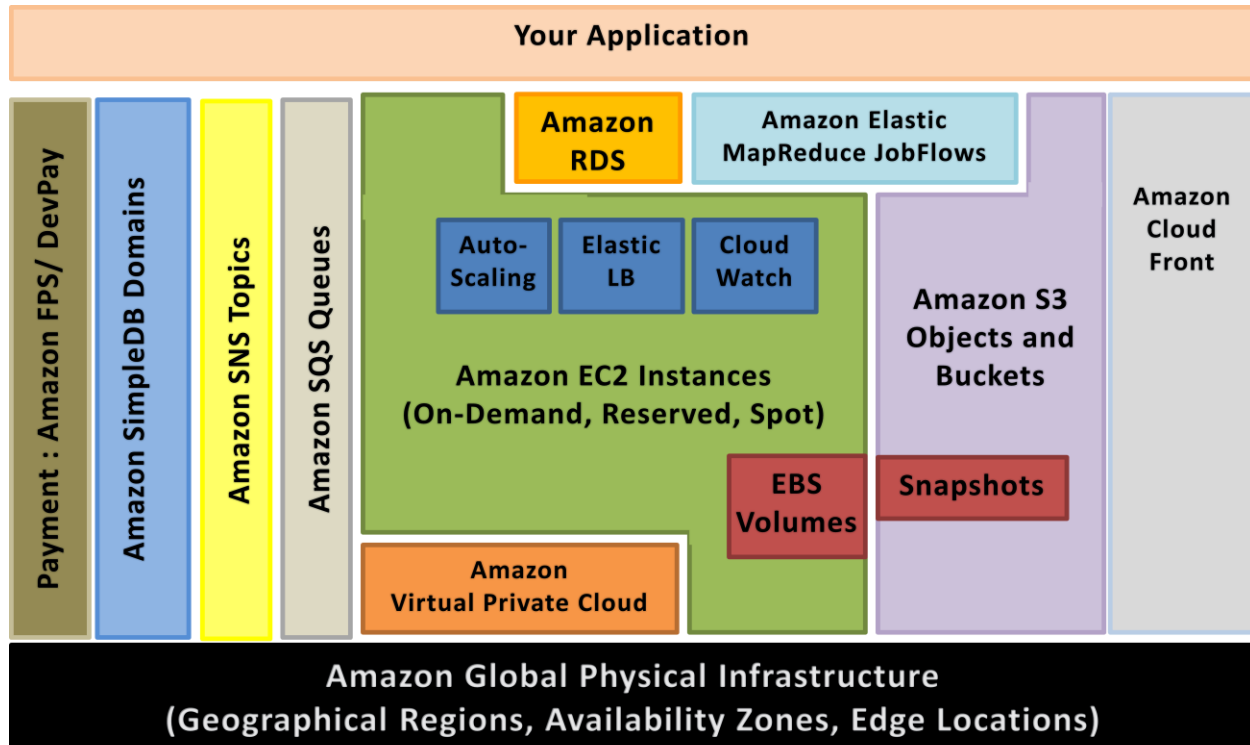 Your Application
Payment : Amazon FPS/ DevPay
Amazon SimpleDB Domains
Amazon SNS Topics
Amazon SQS Queues
Amazon
RDS
Amazon Elastic
MapReduce JobFlows
Auto-
Scaling
Elastic
LB
Cloud
Watch
Amazon EC2 Instances
(On-Demand, Reserved, Spot)
EBS
Volumes
Amazon
Virtual Private Cloud
Amazon S3
Objects and
Buckets
Snapshots
Amazon
Cloud
Front
Amazon Global Physical Infrastructure
(Geographical Regions, Availability Zones, Edge Locations)